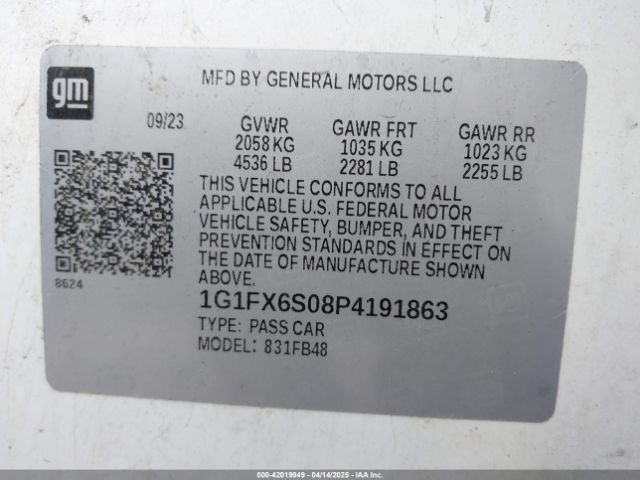 gm
MFD BY GENERAL MOTORS LLC
09/23
GVWR
2058 KG
4536 LB
GAWR FRT
1035 KG
2281 LB
GAWR RR
1023 KG
2255 LB
THIS VEHICLE CONFORMS TO ALL
APPLICABLE U.S. FEDERAL MOTOR
VEHICLE SAFETY, BUMPER, AND THEFT
PREVENTION STANDARDS IN EFFECT ON
THE DATE OF MANUFACTURE SHOWN
ABOVE.
8624
1G1FX6S08P4191863
TYPE: PASS CAR
MODEL: 831FB48
000-42019949 - 04/14/2025 - IAA Inc.